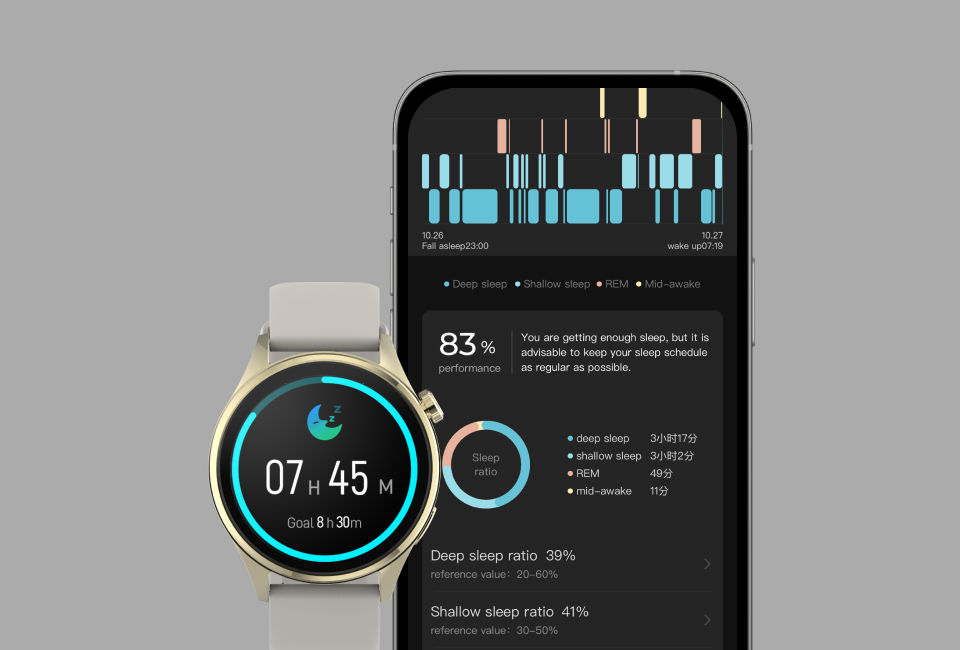 10.26
Fall asleep23:00
10.27
wake up07:19
Deep sleep
Shallow sleep
REM
Mid-awake
83 %
performance
You are getting enough sleep, but it is
advisable to keep your sleep schedule
as regular as possible.
z
z
07 H 45 M
Goal 8 h 30m
Sleep
ratio
deep sleep 3小时17分
shallow sleep 3小时2分
REM 49分
mid-awake 11分
Deep sleep ratio 39%
reference value: 20-60%
Shallow sleep ratio 41%
reference value: 30-50%